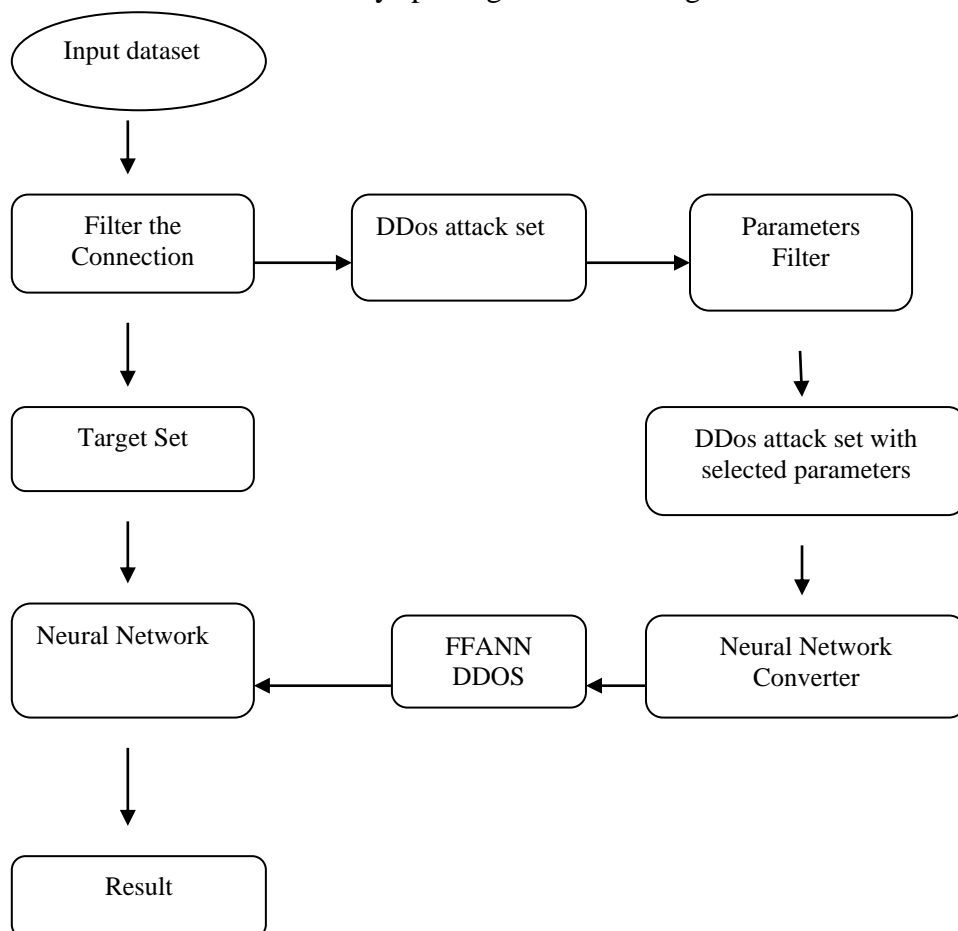 Input dataset
Filter the
Connection
DDos attack set
Parameters
Filter
Target Set
DDos attack set with
selected parameters
Neural Network
FFANN
DDOS
Neural Network
Converter
Result